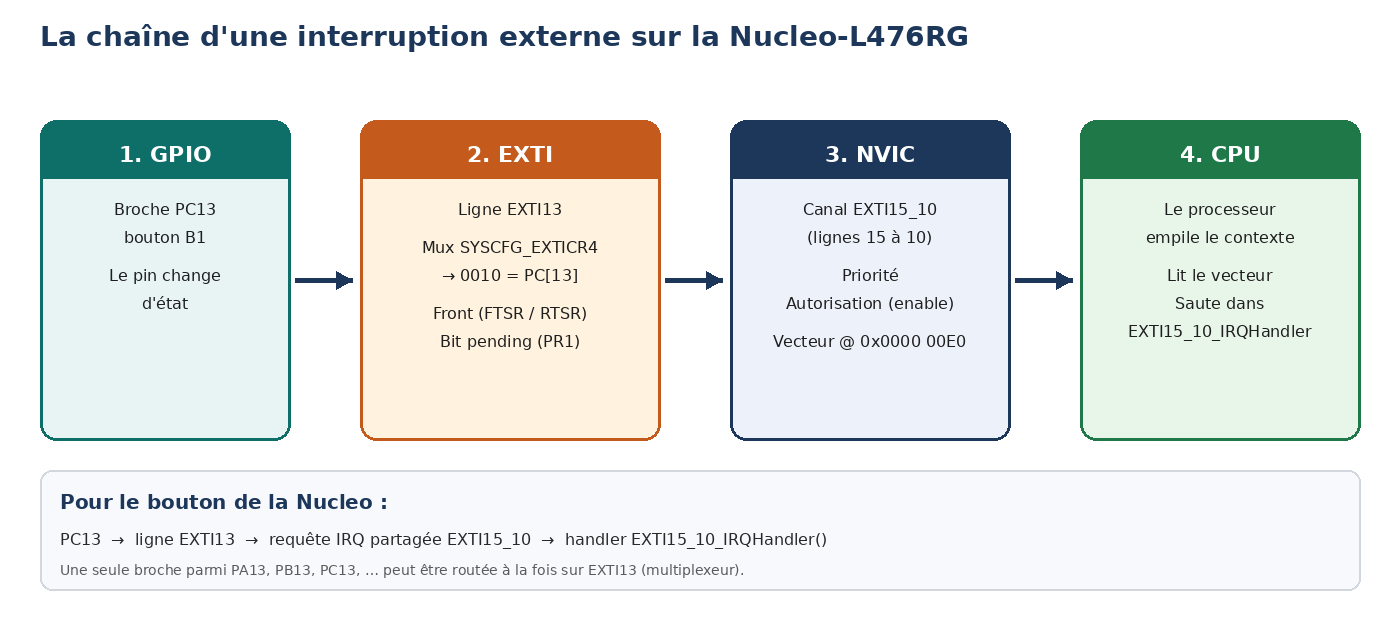 La chaîne d'une interruption externe sur la Nucleo-L476RG
1. GPIO
Broche PC13
bouton B1
Le pin change
d'état
2. EXTI
Ligne EXTI13
Mux SYSCFG_EXTICR4
→ 0010 = PC[13]
Front (FTSR / RTSR)
Bit pending (PR1)
3. NVIC
Canal EXTI15_10
(lignes 15 à 10)
Priorité
Autorisation (enable)
Vecteur @ 0x0000 00E0
4. CPU
Le processeur
empile le contexte
Lit le vecteur
Saute dans
EXTI15_10_IRQHandler
Pour le bouton de la Nucleo :
PC13 → ligne EXTI13 → requête IRQ partagée EXTI15_10 → handler EXTI15_10_IRQHandler()
Une seule broche parmi PA13, PB13, PC13, … peut être routée à la fois sur EXTI13 (multiplexeur).